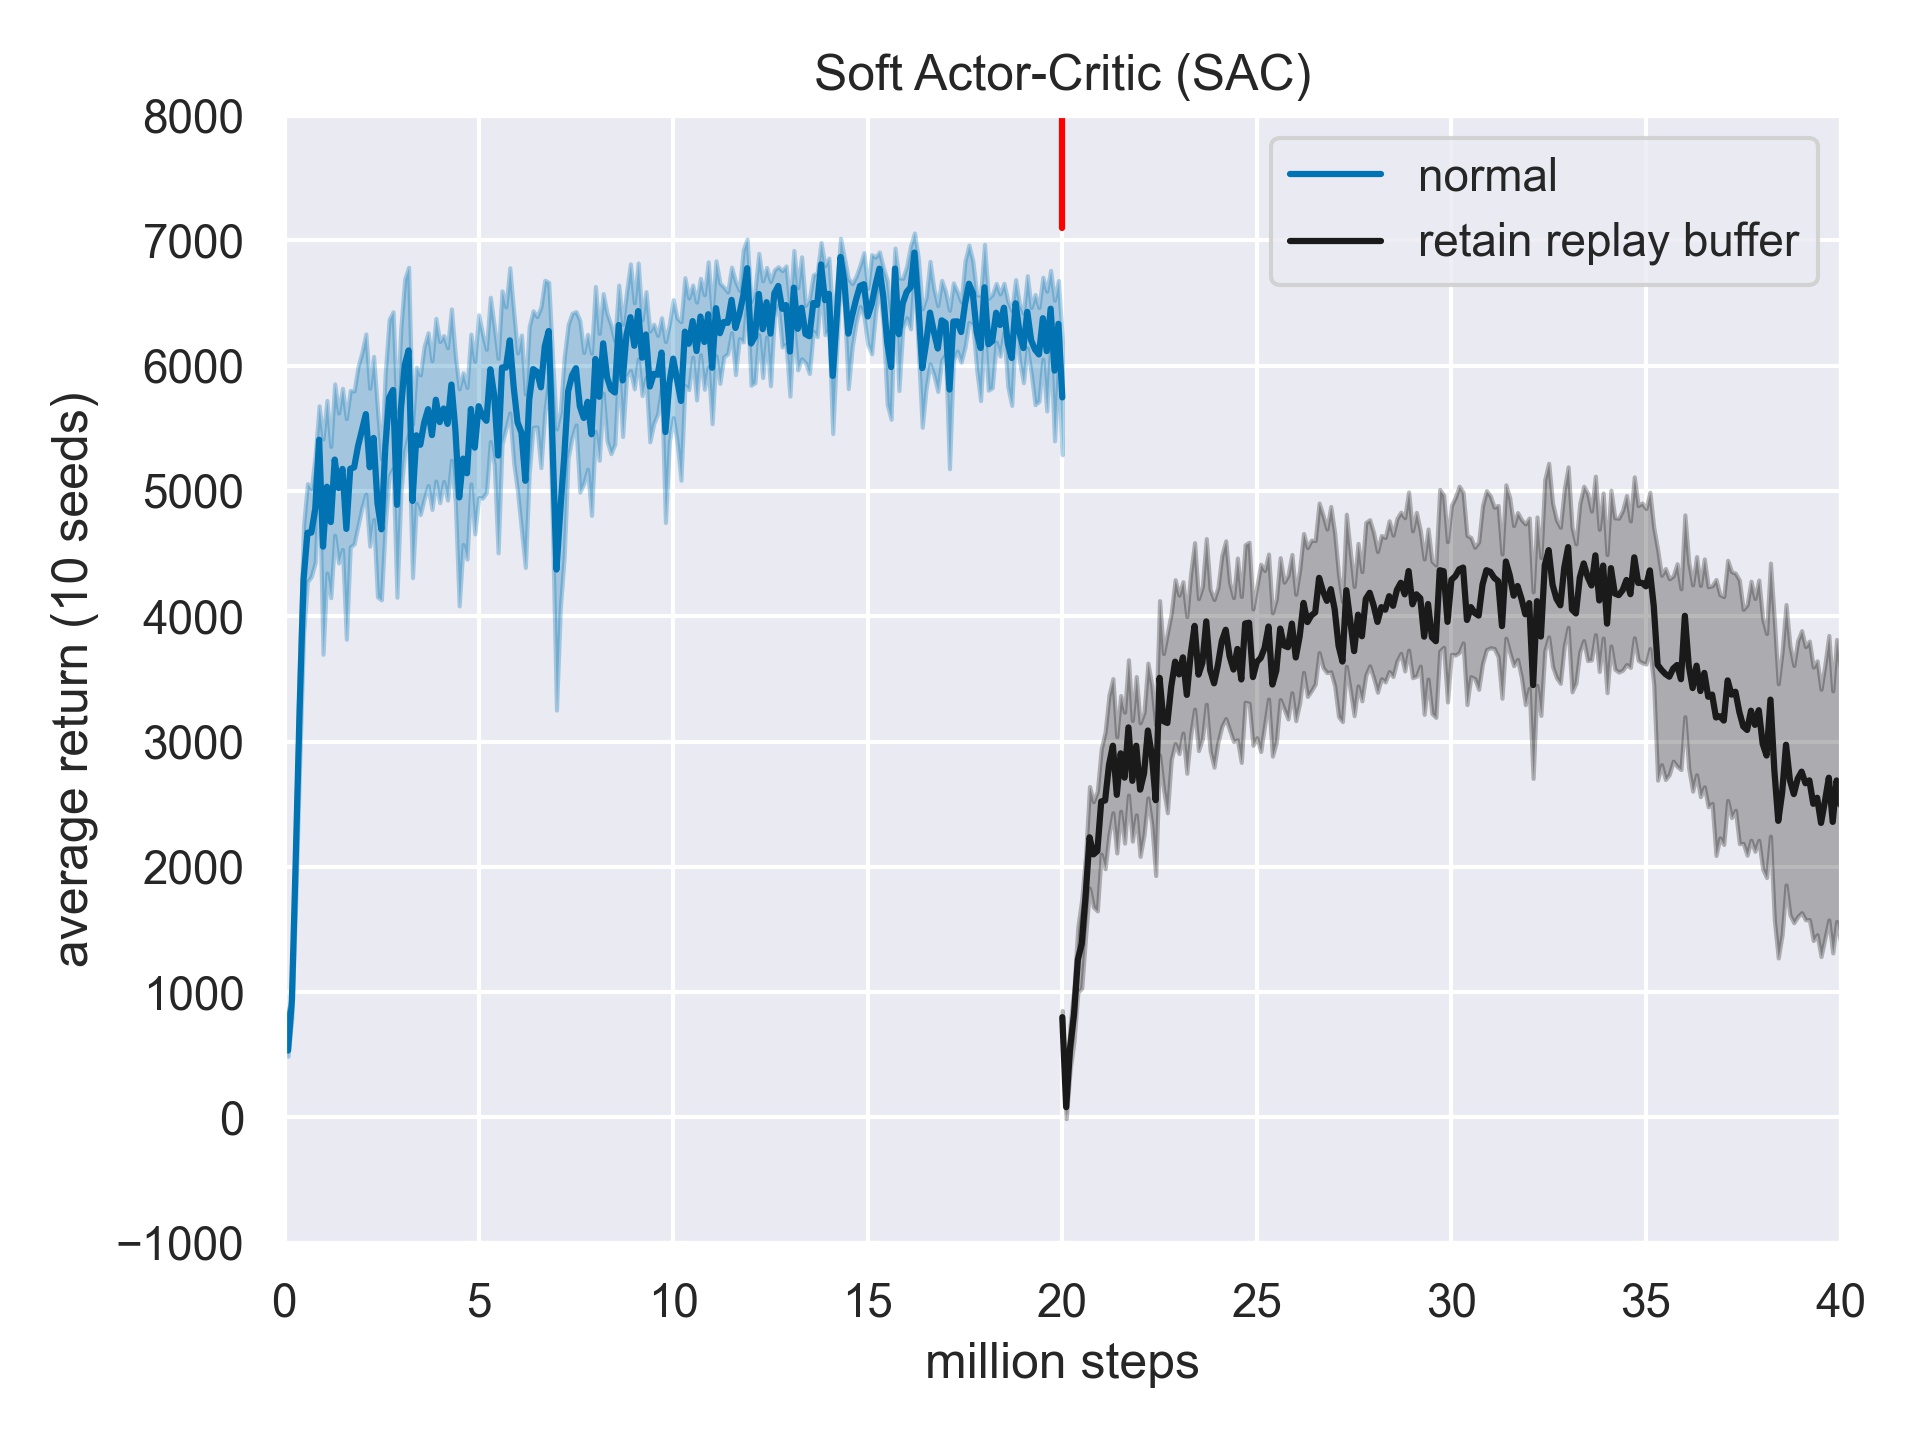 Soft Actor-Critic (SAC)
8000
7000
6000
5000
4000
3000
2000
1000
0
−1000
average return (10 seeds)
normal
retain replay buffer
0 5 10 15 20 25 30 35 40
million steps